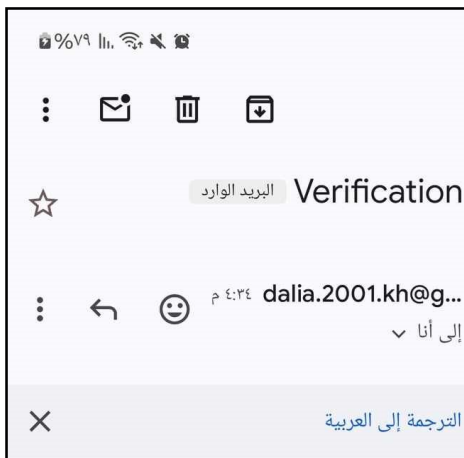 %٧٩
Verification البريد الوارد
dalia.2001.kh@g... ٤:٣٤ م
إلى أنا
الترجمة إلى العربية